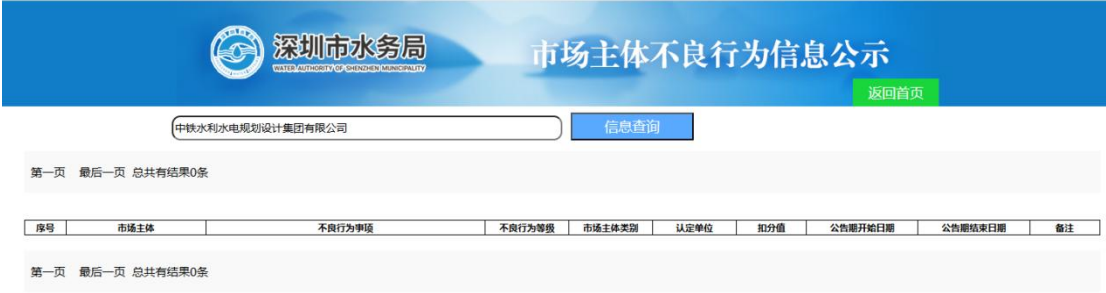 深圳市水务局
WATER AUTHORITY OF SHENZHEN MUNICIPALITY
市场主体不良行为信息公示
返回首页
中铁水利水电规划设计集团有限公司 信息查询
第一页 最后一页 总共有结果0条
序号 市场主体 不良行为事项 不良行为等级 市场主体类别 认定单位 扣分值 公告期开始日期 公告期结束日期 备注
第一页 最后一页 总共有结果0条